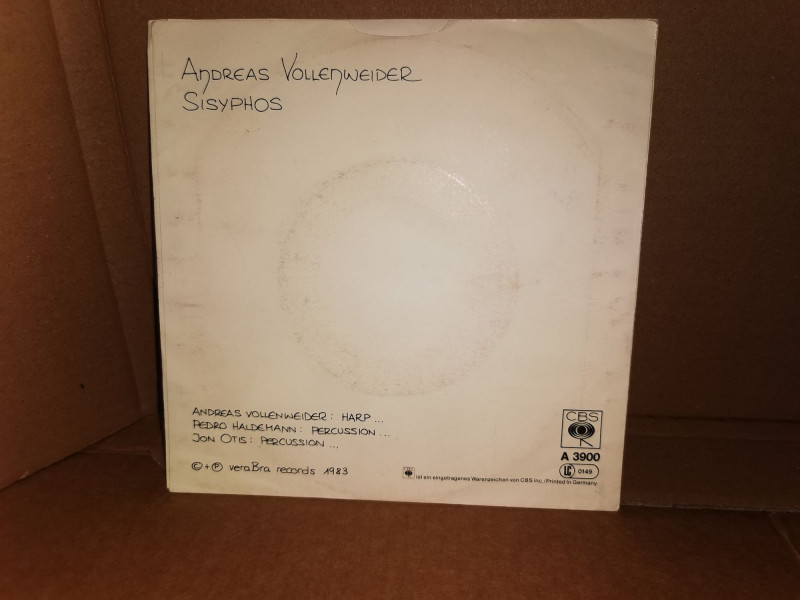 Andreas Vollenweider
Sisyphos
Andreas Vollenweider: Harp ...
Pedro Haldemann: Percussion ...
Jon Otis: Percussion ...
© + ℗ veraBra records 1983
CBS
A 3900
LC 0149
ist ein eingetragenes Warenzeichen von CBS Inc./Printed in Germany.